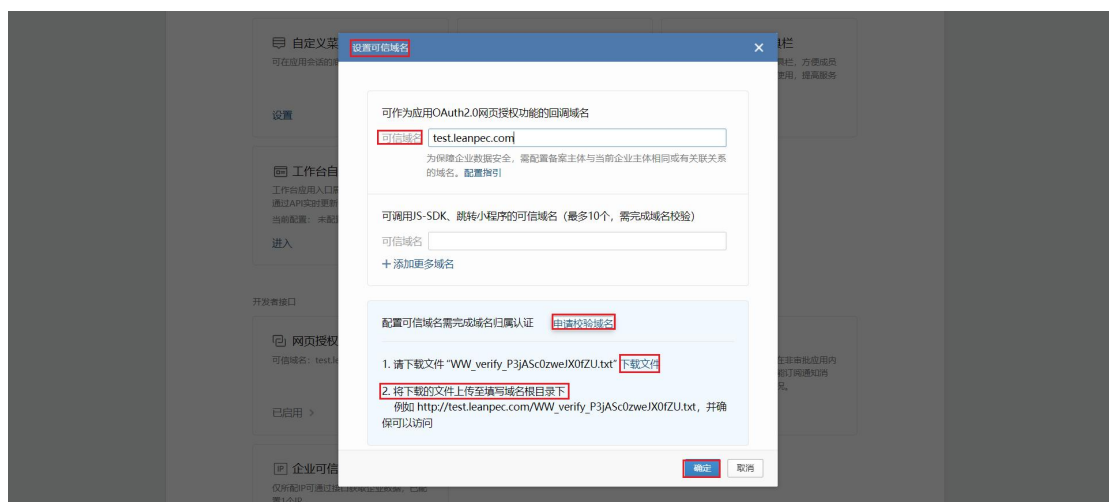 自定义菜
可在应用会话的
设置
工作台自
工作台应用入口
通过API实时更新
当前配置： 未配
进入
开发者接口
网页授权
可信域名：test.le
已启用 >
企业可信
设置可信域名
可作为应用OAuth2.0网页授权功能的回调域名
可信域名 test.leanpec.com
为保障企业数据安全，需配置备案主体与当前企业主体相同或有关联关系
的域名。配置指引
可调用JS-SDK、跳转小程序的可信域名（最多10个，需完成域名校验）
可信域名
添加更多域名
配置可信域名需完成域名归属认证 申请校验域名
1. 请下载文件 "WW_verify_P3jASc0zweJX0fZU.txt" 下载文件
2. 将下载的文件上传至填写域名根目录下
例如 http://test.leanpec.com/WW_verify_P3jASc0zweJX0fZU.txt，并确
保可以访问
确定 取消
栏
栏，方便成员
使用，提高服务
在非审批应用内